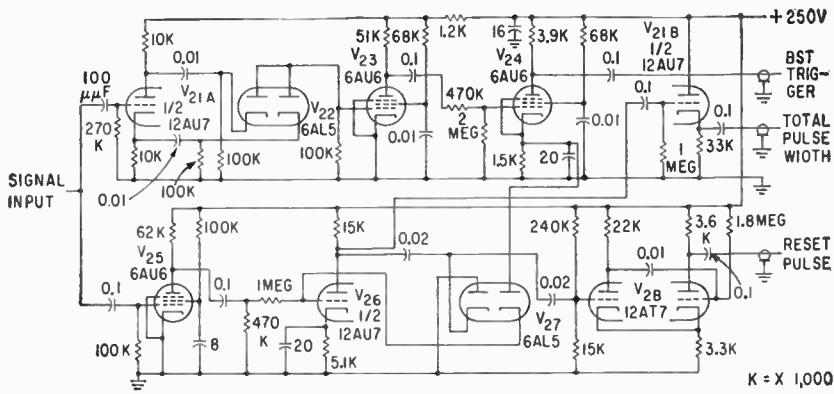 +250V
10K
0.01
51K
68K
1.2K
16
3.9K
68K
V23
6AU6
V24
6AU6
V21B
1/2
12AU7
0.1
0.1
0.1
0.1
BST
TRIG-
GER
100
μμF
V21A
1/2
12AU7
V22
6AL5
470K
2
MEG
270
K
10K
0.01
100K
100K
100K
0.01
1.5K
20
0.01
1
MEG
33K
TOTAL
PULSE
WIDTH
SIGNAL
INPUT
62K
V25
6AU6
100K
15K
0.02
240K
22K
3.6
K
1.8MEG
RESET
PULSE
0.1
0.1
1MEG
V26
1/2
12AU7
0.02
V27
6AL5
0.01
V28
12AT7
0.1
100K
8
470
K
20
5.1K
15K
3.3K
K = X 1,000